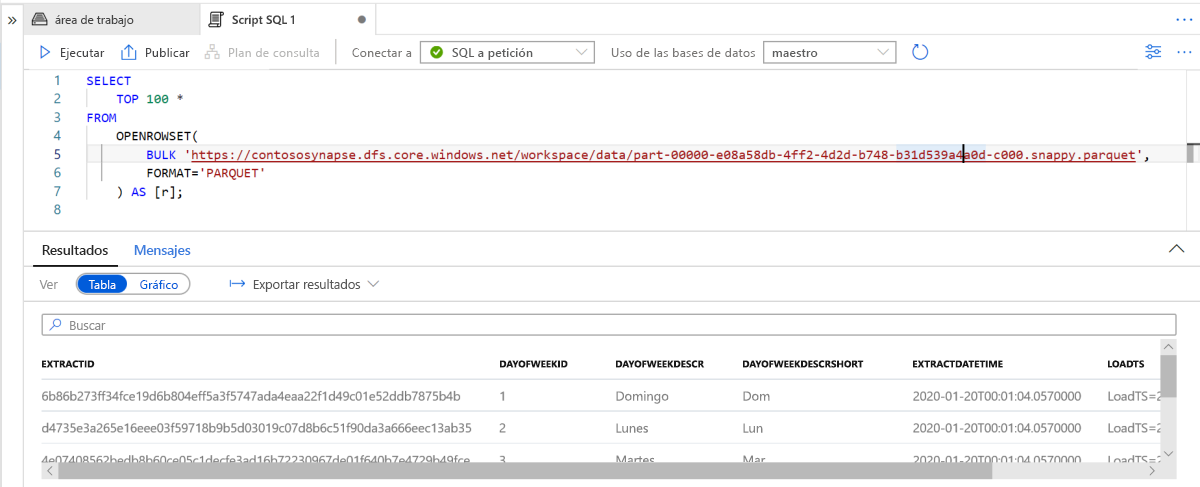 área de trabajo Script SQL 1
Ejecutar Publicar Plan de consulta Conectar a SQL a petición Uso de las bases de datos maestro
1 SELECT
2 TOP 100 *
3 FROM
4 OPENROWSET(
5 BULK 'https://contososynapse.dfs.core.windows.net/workspace/data/part-00000-e08a58db-4ff2-4d2d-b748-b31d539a4a0d-c000.snappy.parquet',
6 FORMAT='PARQUET'
7 ) AS [r];
8
Resultados Mensajes
Ver Tabla Gráfico Exportar resultados
Buscar
EXTRACTID DAYOFWEEKID DAYOFWEEKDESCR DAYOFWEEKDESCRSHORT EXTRACTDATETIME LOADTS
6b86b273ff34fce19d6b804eff5a3f5747ada4eaa22f1d49c01e52ddb7875b4b 1 Domingo Dom 2020-01-20T00:01:04.0570000 LoadTS=2
d4735e3a265e16eee03f59718b9b5d03019c07d8b6c51f90da3a666eec13ab35 2 Lunes Lun 2020-01-20T00:01:04.0570000 LoadTS=2
4e07408562bedb8b60ce05c1decfe3ad16b72230967de01f640b7e4729b49fce 3 Martes Mar 2020-01-20T00:01:04.0570000 LoadTS=2